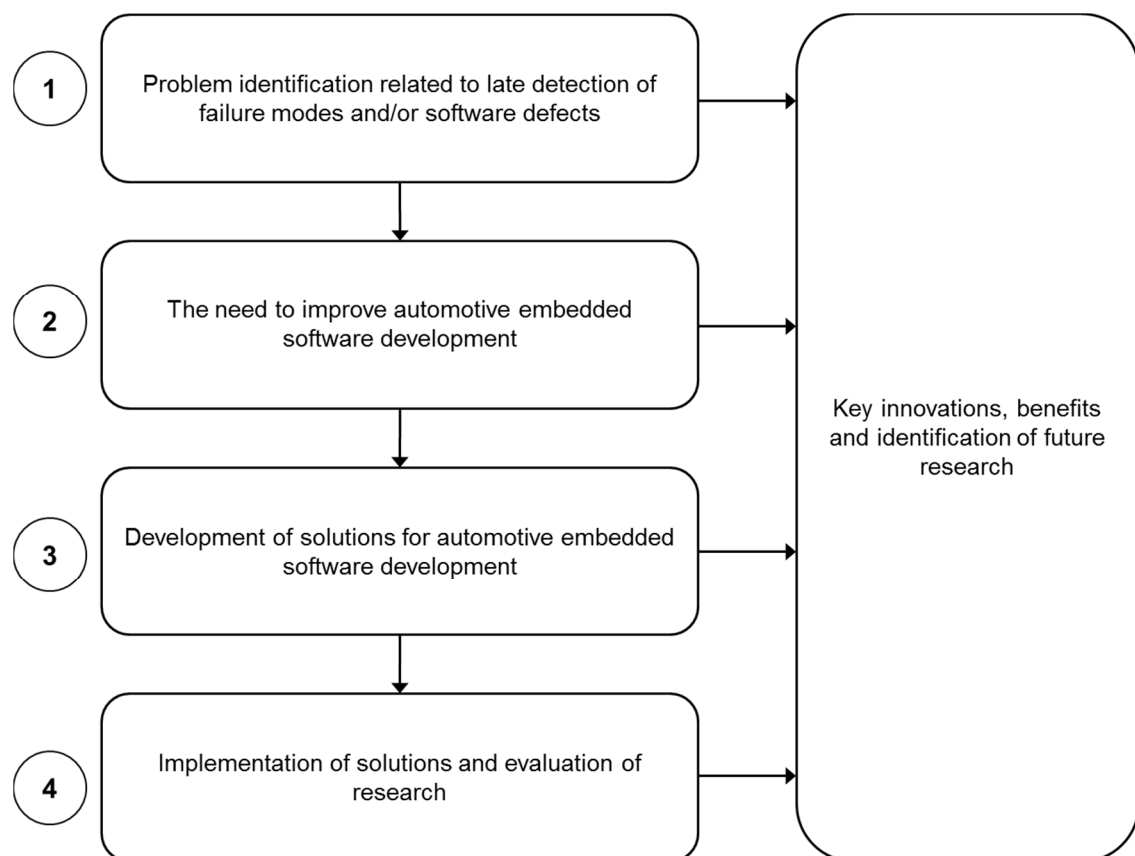 1
Problem identification related to late detection of
failure modes and/or software defects
2
The need to improve automotive embedded
software development
3
Development of solutions for automotive embedded
software development
4
Implementation of solutions and evaluation of
research
Key innovations, benefits
and identification of future
research